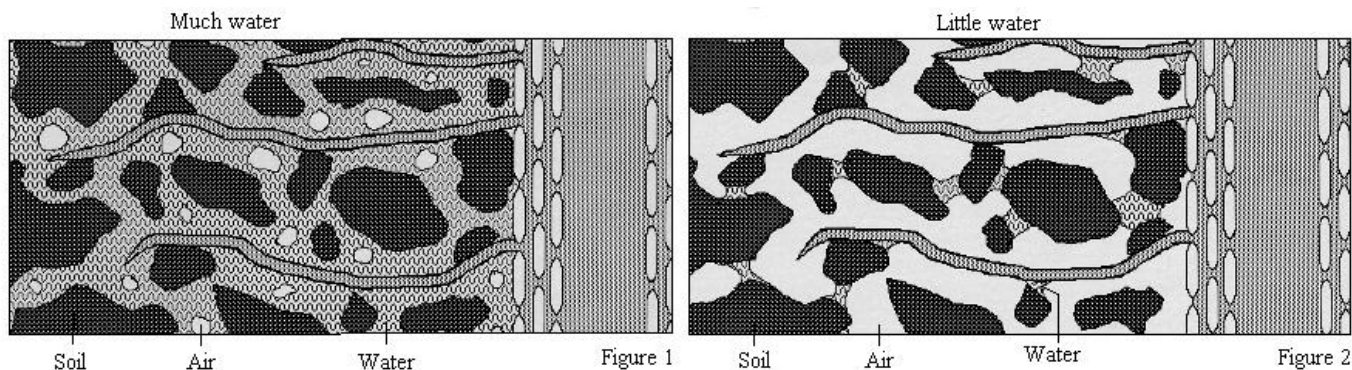 Much water
Little water
Soil
Air
Water
Figure 1
Soil
Air
Water
Figure 2